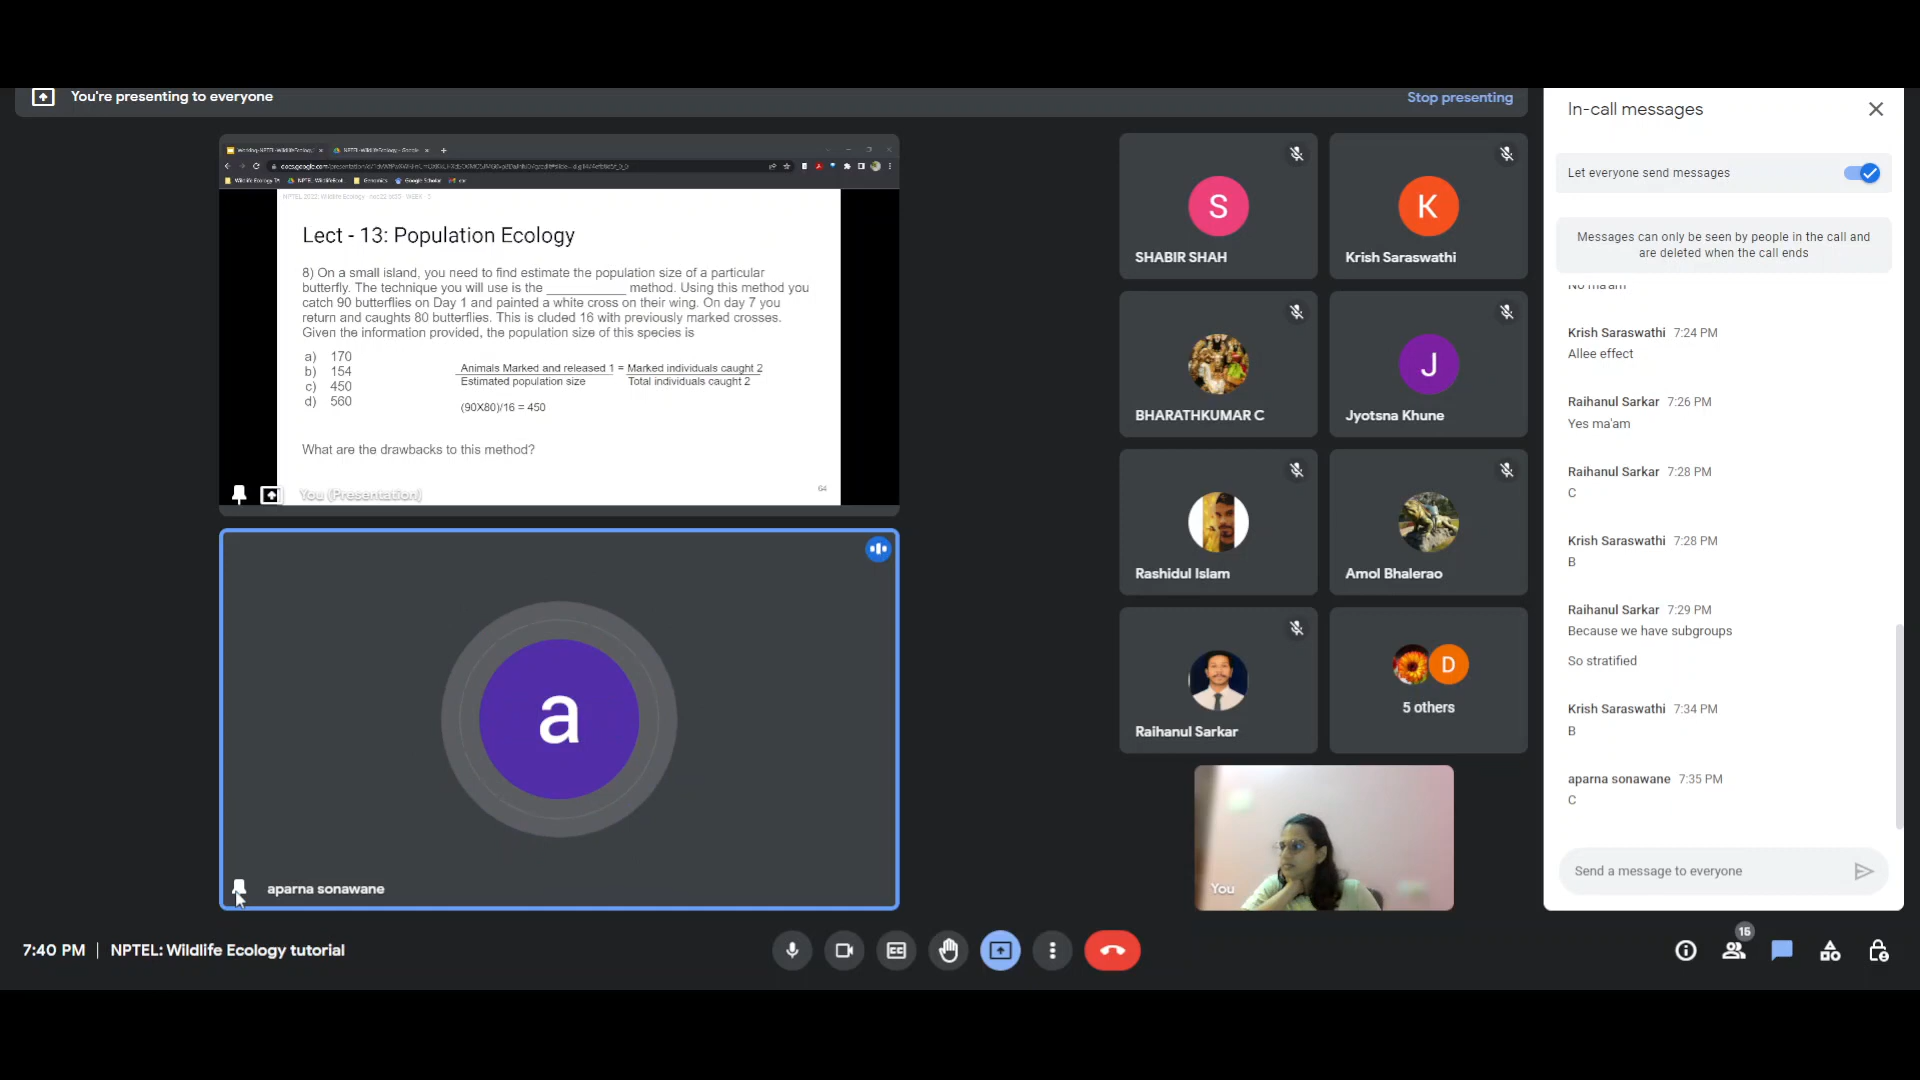 You're presenting to everyone
Stop presenting
Lect - 13: Population Ecology
8) On a small island, you need to find estimate the population size of a particular
butterfly. The technique you will use is the ___________ method. Using this method you
catch 90 butterflies on Day 1 and painted a white cross on their wing. On day 7 you
return and caughts 80 butterflies. This is cluded 16 with previously marked crosses.
Given the information provided, the population size of this species is
a) 170
b) 154
c) 450
d) 560
Animals Marked and released 1 = Marked individuals caught 2
Estimated population size Total individuals caught 2
(90X80)/16 = 450
What are the drawbacks to this method?
64
You (Presentation)
a
aparna sonawane
S
SHABIR SHAH
K
Krish Saraswathi
BHARATHKUMAR C
J
Jyotsna Khune
Rashidul Islam
Amol Bhalerao
Raihanul Sarkar
D
5 others
You
In-call messages
Let everyone send messages
Messages can only be seen by people in the call and
are deleted when the call ends
No ma'am
Krish Saraswathi 7:24 PM
Allee effect
Raihanul Sarkar 7:26 PM
Yes ma'am
Raihanul Sarkar 7:28 PM
C
Krish Saraswathi 7:28 PM
B
Raihanul Sarkar 7:29 PM
Because we have subgroups
So stratified
Krish Saraswathi 7:34 PM
B
aparna sonawane 7:35 PM
C
Send a message to everyone
7:40 PM | NPTEL: Wildlife Ecology tutorial
15